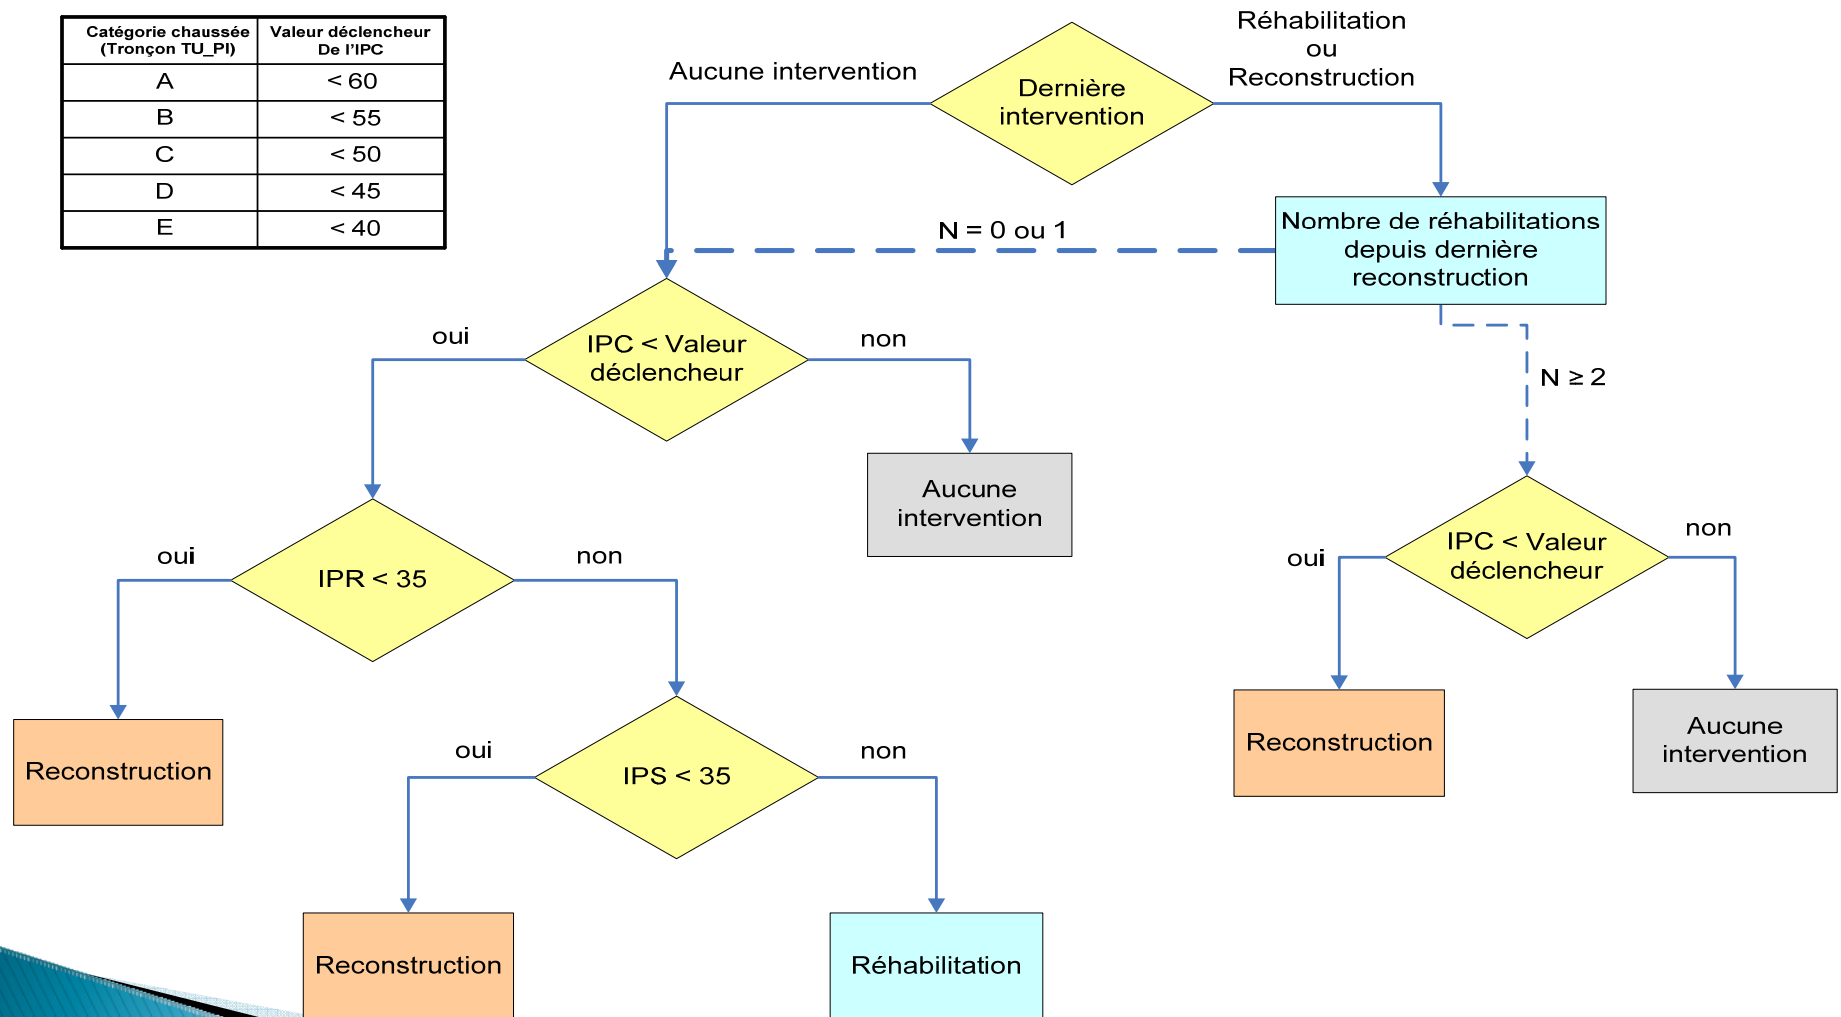 Catégorie chaussée
(Tronçon TU_PI)
Valeur déclencheur
De l'IPC
A
< 60
B
< 55
C
< 50
D
< 45
E
< 40
Aucune intervention
Dernière
intervention
Réhabilitation
ou
Reconstruction
Nombre de réhabilitations
depuis dernière
reconstruction
N = 0 ou 1
N ≥ 2
oui
IPC < Valeur
déclencheur
non
Aucune
intervention
oui
IPC < Valeur
déclencheur
non
oui
IPR < 35
non
Reconstruction
oui
IPS < 35
non
Reconstruction
Aucune
intervention
Reconstruction
Réhabilitation